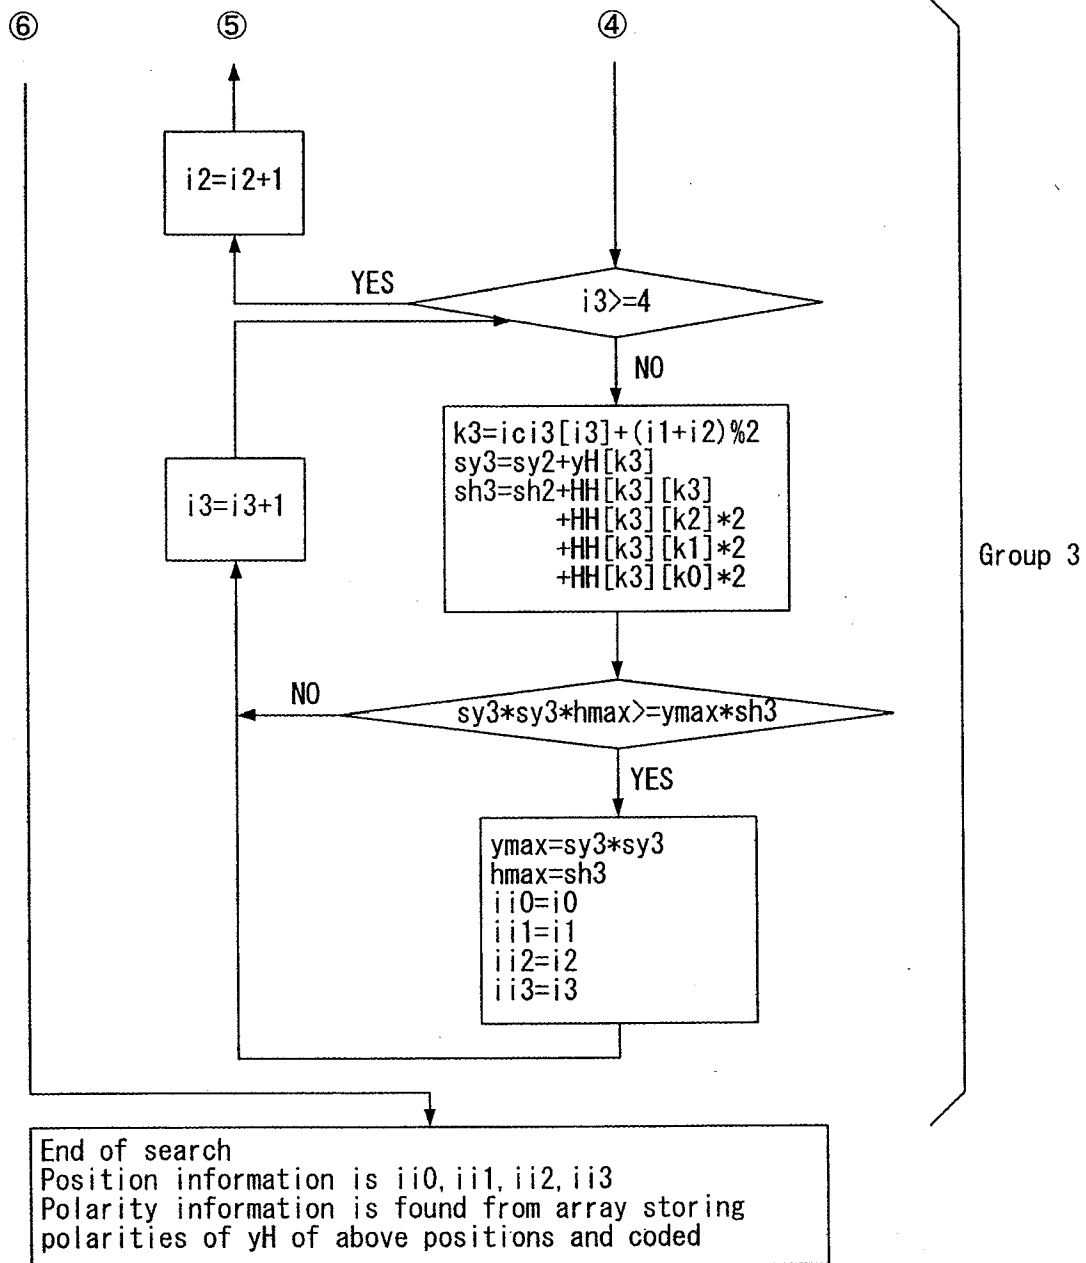 ⑥ ⑤ ④
i2=i2+1
YES
i3>=4
NO
k3=ici3[i3]+(i1+i2)%2
sy3=sy2+yH[k3]
sh3=sh2+HH[k3][k3]
+HH[k3][k2]*2
+HH[k3][k1]*2
+HH[k3][k0]*2
i3=i3+1
Group 3
NO
sy3*sy3*hmax>=ymax*sh3
YES
ymax=sy3*sy3
hmax=sh3
ii0=i0
ii1=i1
ii2=i2
ii3=i3
End of search
Position information is ii0, ii1, ii2, ii3
Polarity information is found from array storing
polarities of yH of above positions and coded